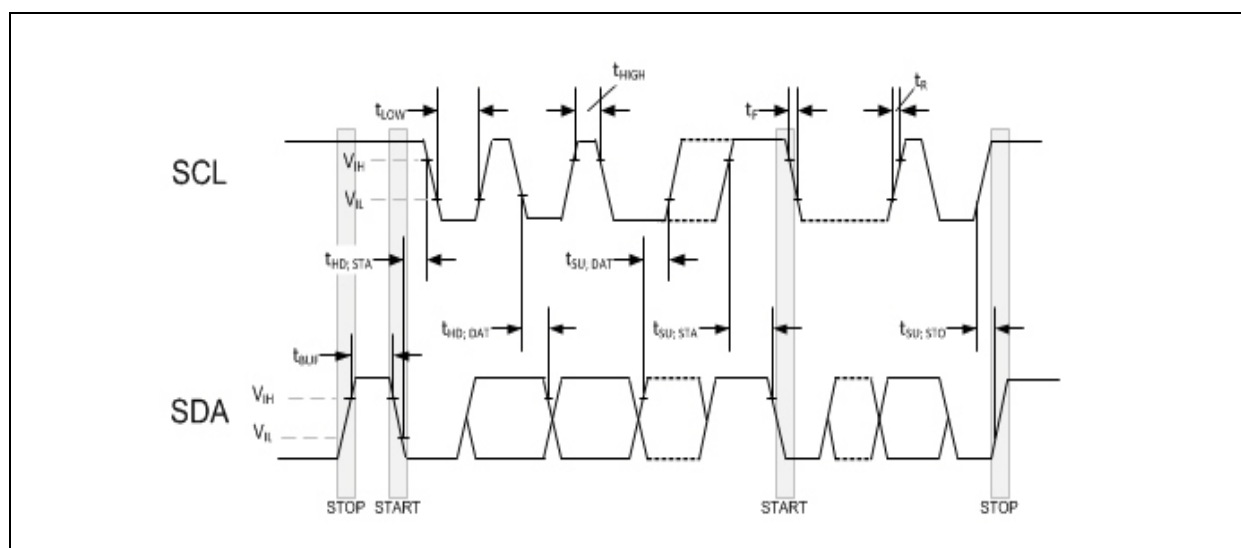 tHIGH
tR
tLOW
tF
SCL
VIH
VIL
tHD; STA
tSU, DAT
tHD; DAT
tSU; STA
tSU; STO
tBUF
SDA
VIH
VIL
STOP START START STOP